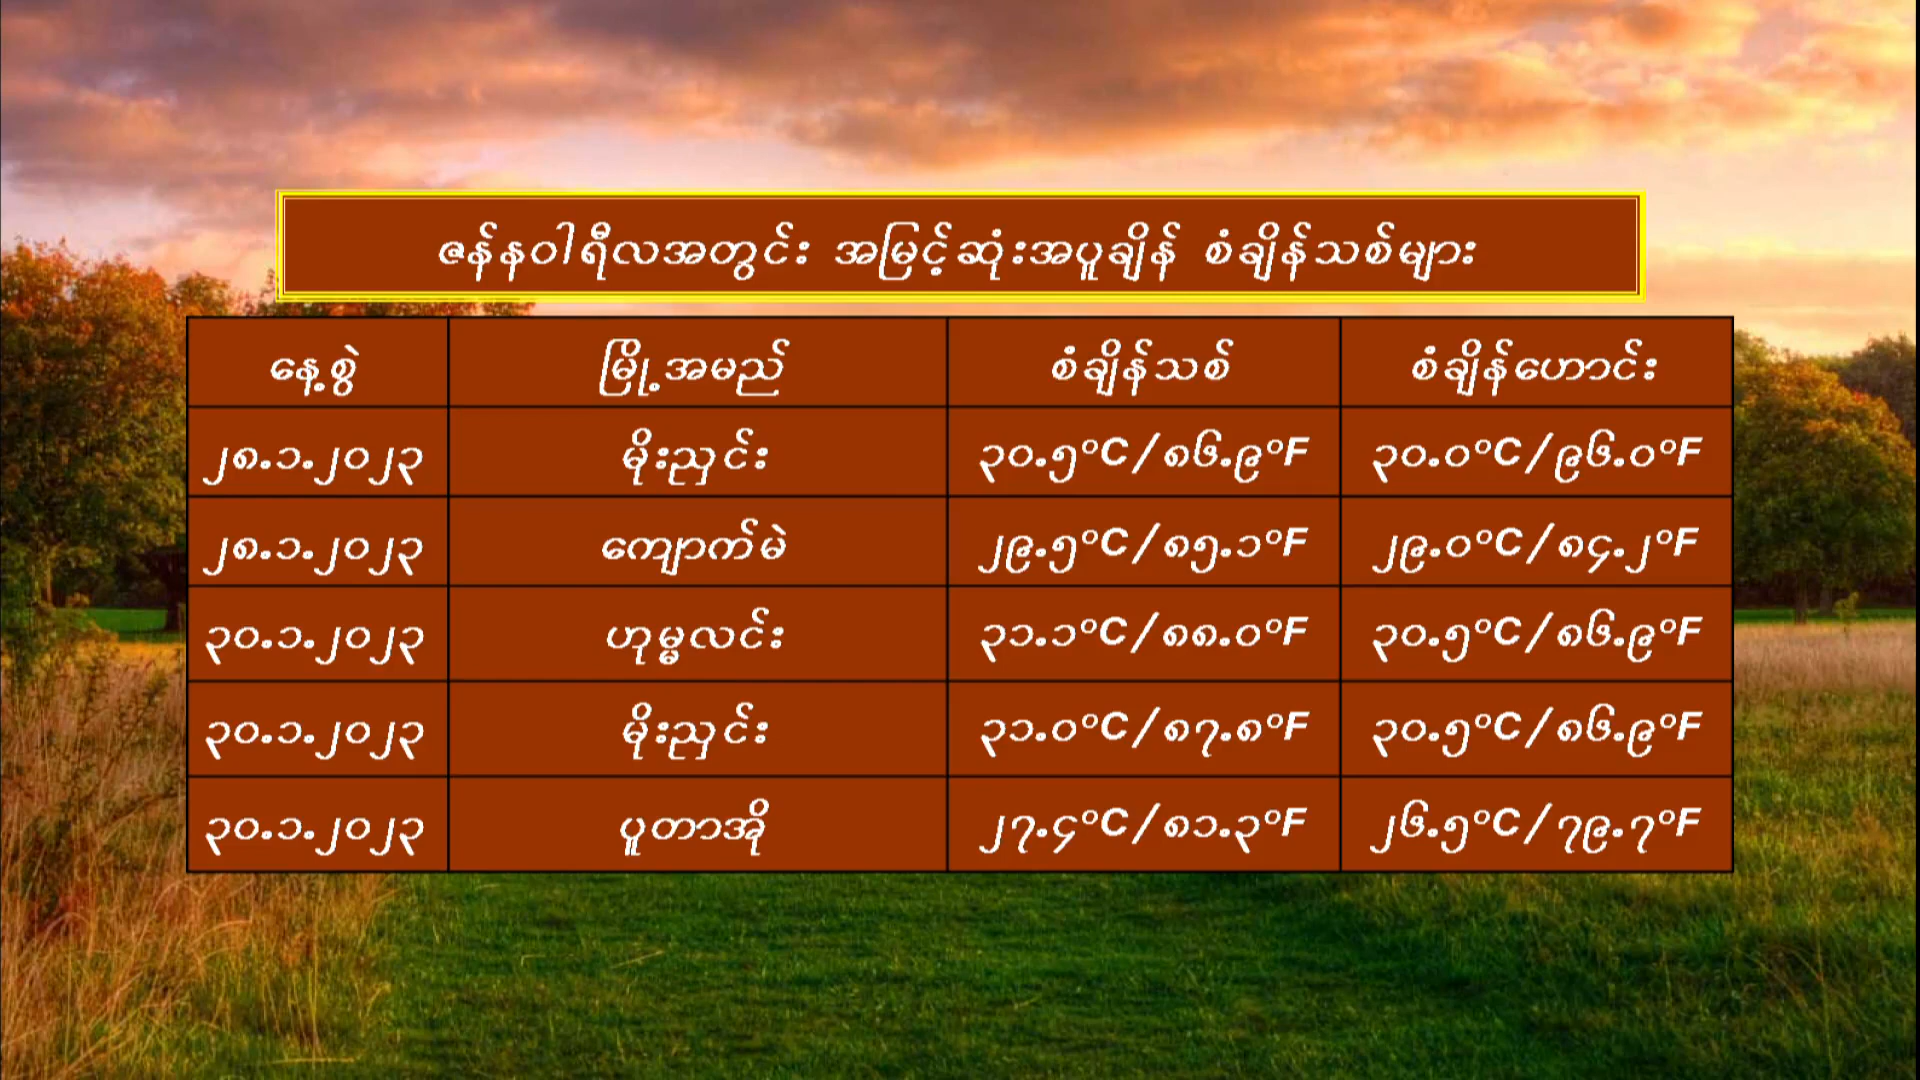 ဇန်နဝါရီလအတွင်း အမြင့်ဆုံးအပူချိန် စံချိန်သစ်များ
နေ့စွဲ မြို့အမည် စံချိန်သစ် စံချိန်ဟောင်း
၂၈.၁.၂၀၂၃ မိုးညှင်း ၃၀.၅°C/၈၆.၉°F ၃၀.၀°C/၉၆.၀°F
၂၈.၁.၂၀၂၃ ကျောက်မဲ ၂၉.၅°C/၈၅.၁°F ၂၉.၀°C/၈၄.၂°F
၃၀.၁.၂၀၂၃ ဟုမ္မလင်း ၃၁.၁°C/၈၈.၀°F ၃၀.၅°C/၈၆.၉°F
၃၀.၁.၂၀၂၃ မိုးညှင်း ၃၁.၀°C/၈၇.၈°F ၃၀.၅°C/၈၆.၉°F
၃၀.၁.၂၀၂၃ ပူတာအို ၂၇.၄°C/၈၁.၃°F ၂၆.၅°C/၇၉.၇°F